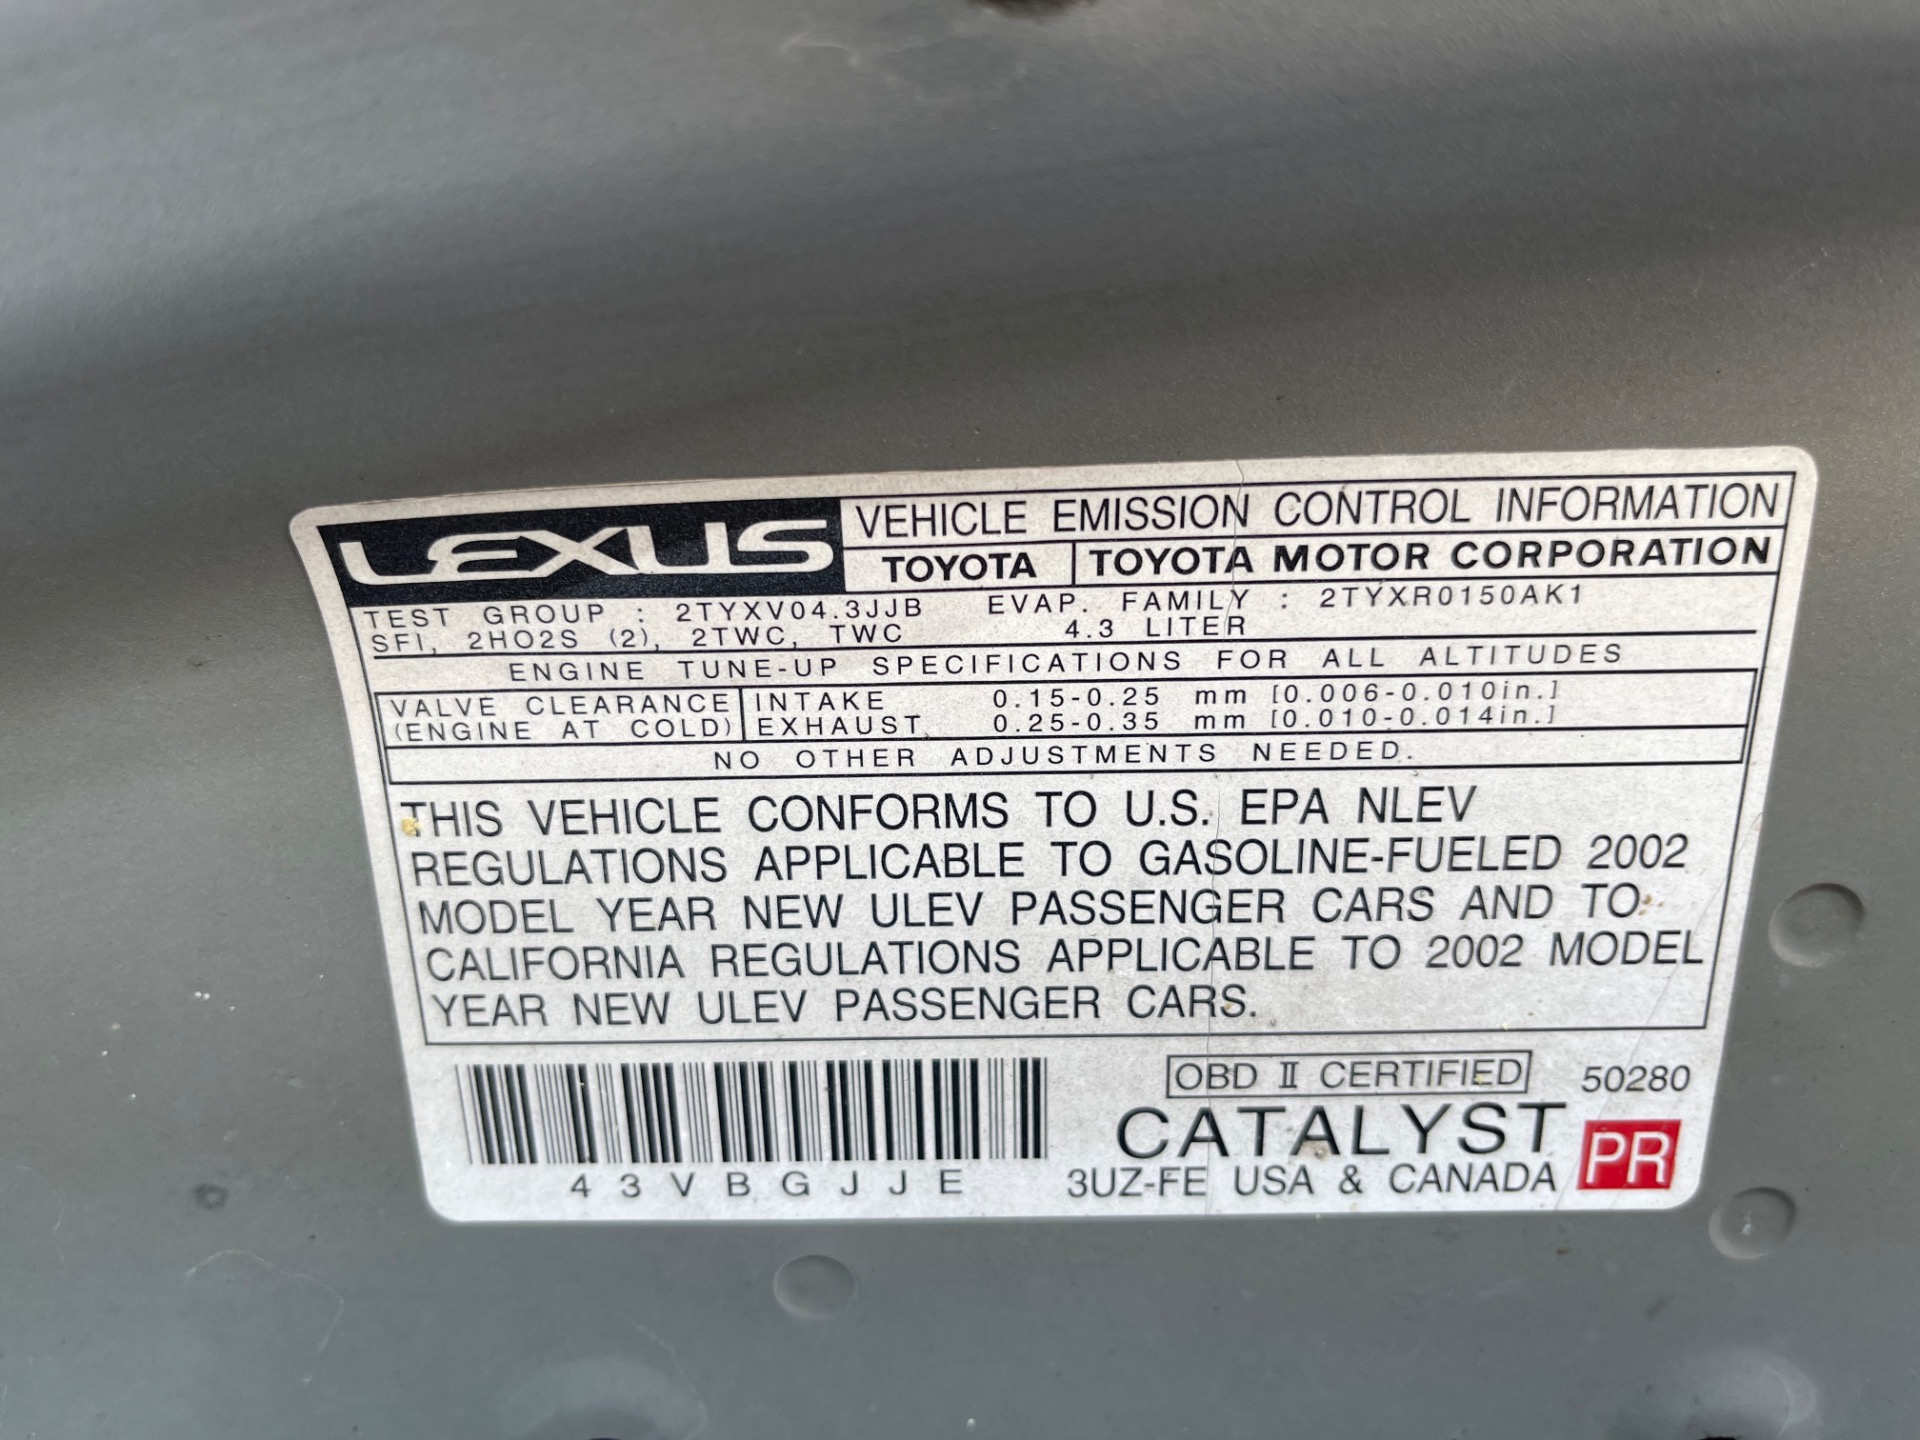 LEXUS VEHICLE EMISSION CONTROL INFORMATION
TOYOTA TOYOTA MOTOR CORPORATION
TEST GROUP : 2TYXV04.3JJB EVAP. FAMILY : 2TYXR0150AK1
SFI, 2HO2S (2), 2TWC, TWC 4.3 LITER
ENGINE TUNE-UP SPECIFICATIONS FOR ALL ALTITUDES
VALVE CLEARANCE INTAKE 0.15-0.25 mm [0.006-0.010in.]
(ENGINE AT COLD) EXHAUST 0.25-0.35 mm [0.010-0.014in.]
NO OTHER ADJUSTMENTS NEEDED.
THIS VEHICLE CONFORMS TO U.S. EPA NLEV
REGULATIONS APPLICABLE TO GASOLINE-FUELED 2002
MODEL YEAR NEW ULEV PASSENGER CARS AND TO
CALIFORNIA REGULATIONS APPLICABLE TO 2002 MODEL
YEAR NEW ULEV PASSENGER CARS.
OBD II CERTIFIED 50280
CATALYST PR
43VBGJJE 3UZ-FE USA & CANADA